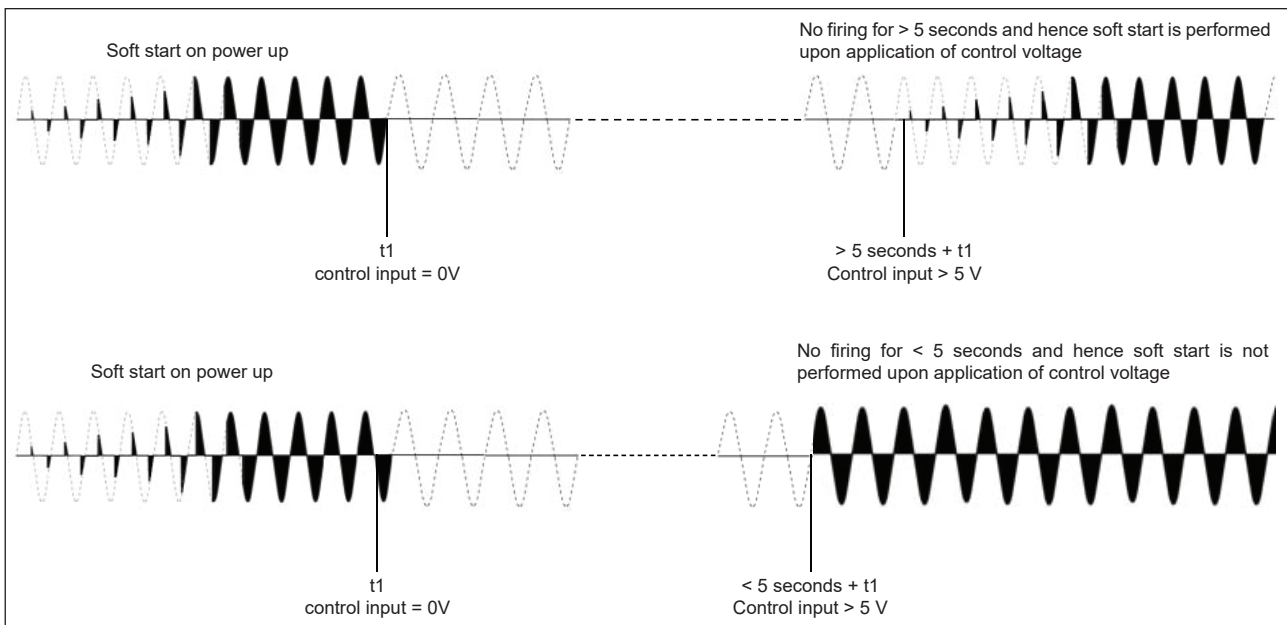 Soft start on power up
No firing for > 5 seconds and hence soft start is performed
upon application of control voltage
t1
control input = 0V
> 5 seconds + t1
Control input > 5 V
Soft start on power up
No firing for < 5 seconds and hence soft start is not
performed upon application of control voltage
t1
control input = 0V
< 5 seconds + t1
Control input > 5 V